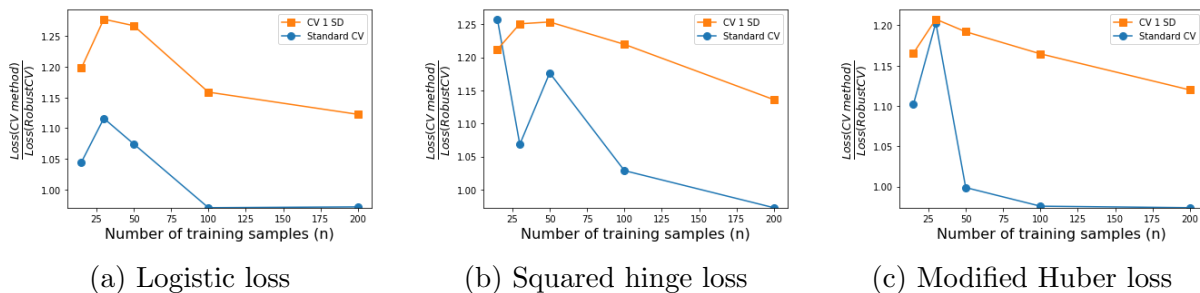 CV 1 SD
Standard CV
1.25
1.20
1.15
1.10
1.05
1.00
Loss(CV method)
Loss(RobustCV)
25 50 75 100 125 150 175 200
Number of training samples (n)
(a) Logistic loss
CV 1 SD
Standard CV
1.25
1.20
1.15
1.10
1.05
1.00
Loss(CV method)
Loss(RobustCV)
25 50 75 100 125 150 175 200
Number of training samples (n)
(b) Squared hinge loss
CV 1 SD
Standard CV
1.20
1.15
1.10
1.05
1.00
Loss(CV method)
Loss(RobustCV)
25 50 75 100 125 150 175 200
Number of training samples (n)
(c) Modified Huber loss